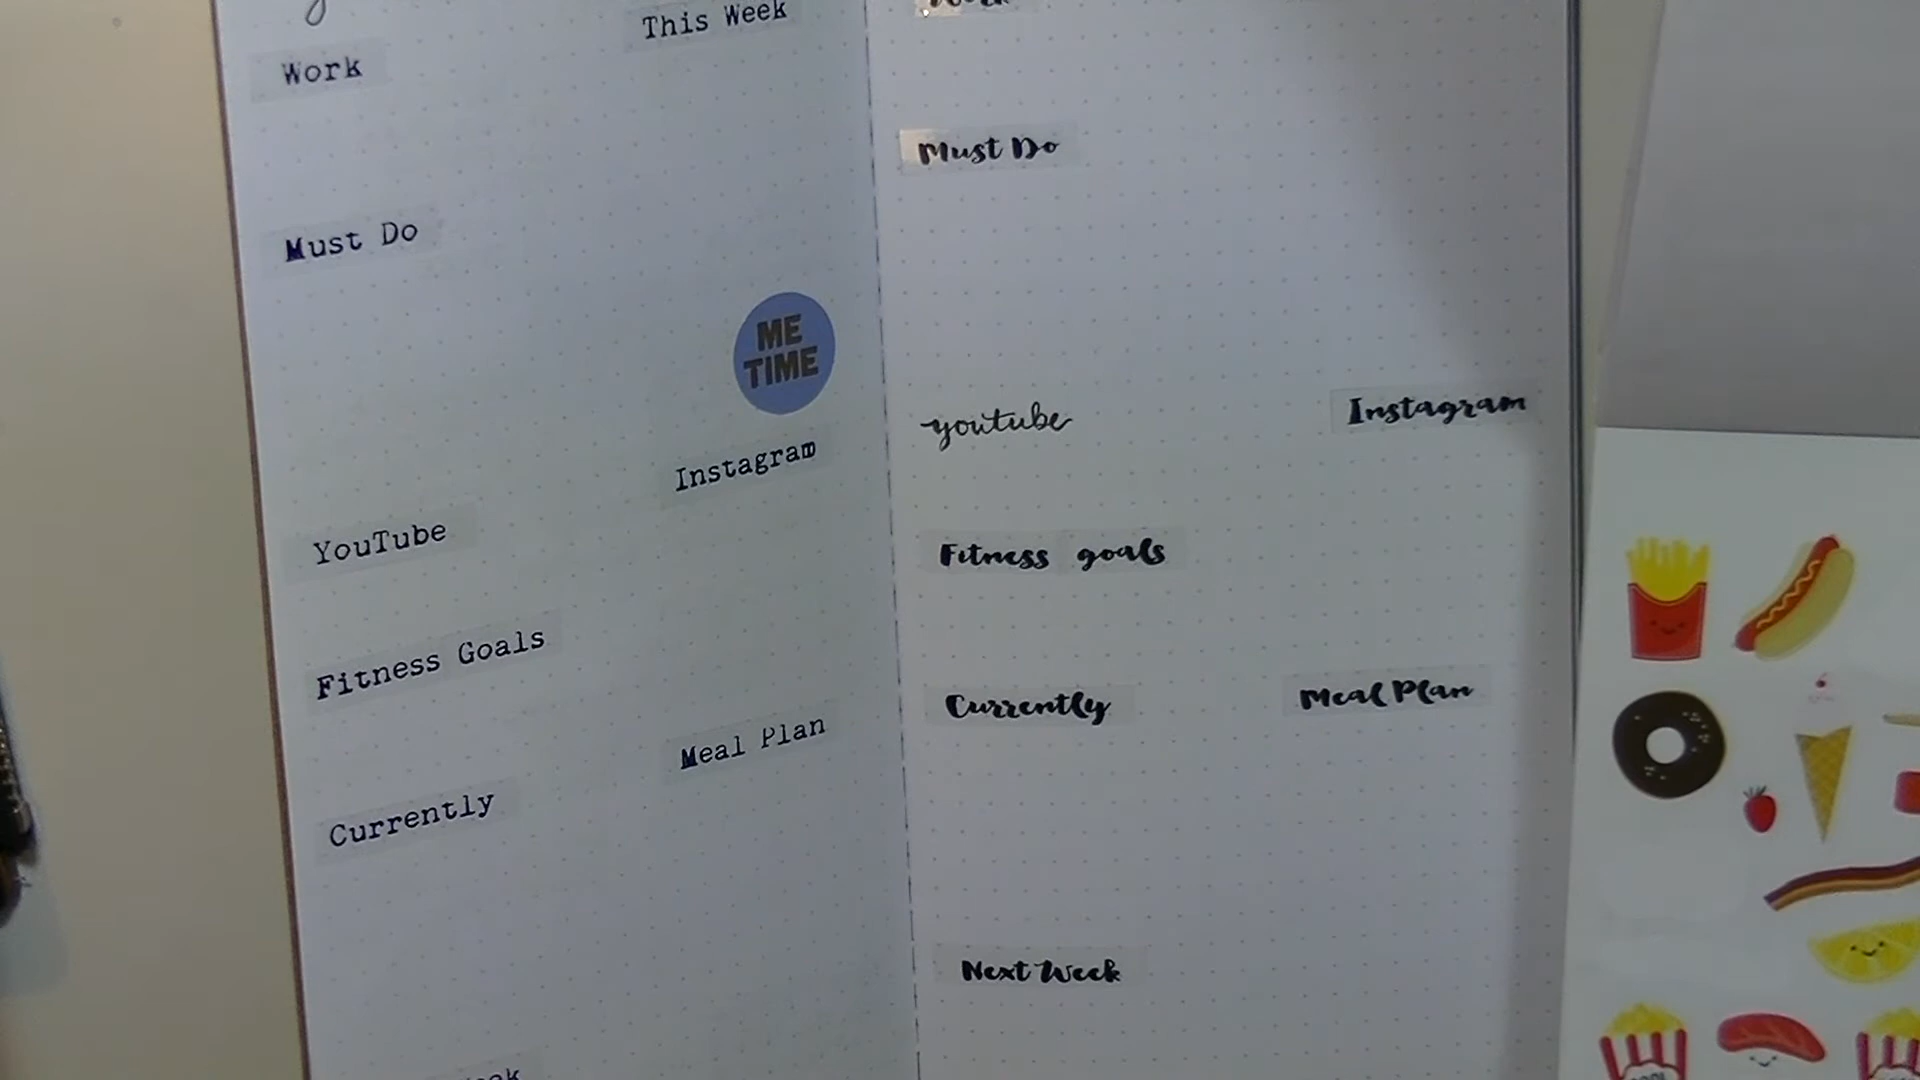 This Week
Work
Must Do
ME
TIME
Instagram
YouTube
Fitness Goals
Meal Plan
Currently
Must Do
youtube
Instagram
Fitness goals
Currently
Meal Plan
Next Week